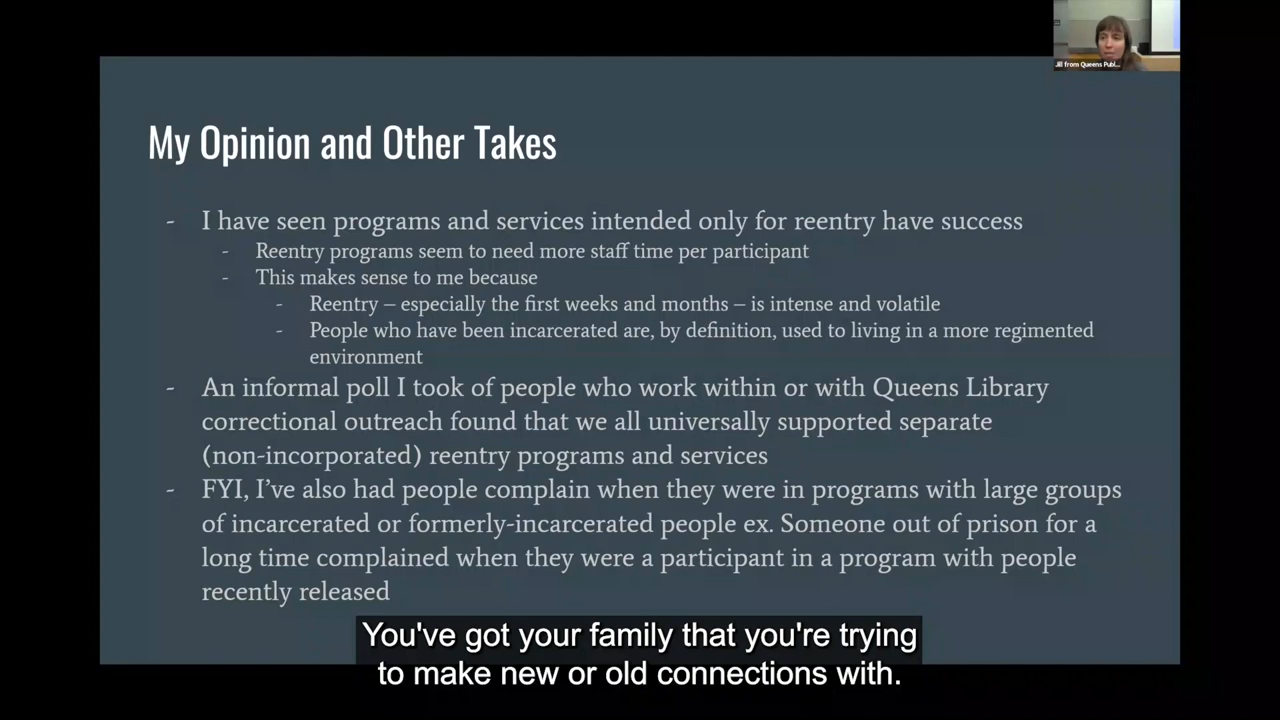 Jill from Queens Publ...
My Opinion and Other Takes
- I have seen programs and services intended only for reentry have success
- Reentry programs seem to need more staff time per participant
- This makes sense to me because
- Reentry – especially the first weeks and months – is intense and volatile
- People who have been incarcerated are, by definition, used to living in a more regimented
environment
- An informal poll I took of people who work within or with Queens Library
correctional outreach found that we all universally supported separate
(non-incorporated) reentry programs and services
- FYI, I’ve also had people complain when they were in programs with large groups
of incarcerated or formerly-incarcerated people ex. Someone out of prison for a
long time complained when they were a participant in a program with people
recently released
You've got your family that you're trying
to make new or old connections with.